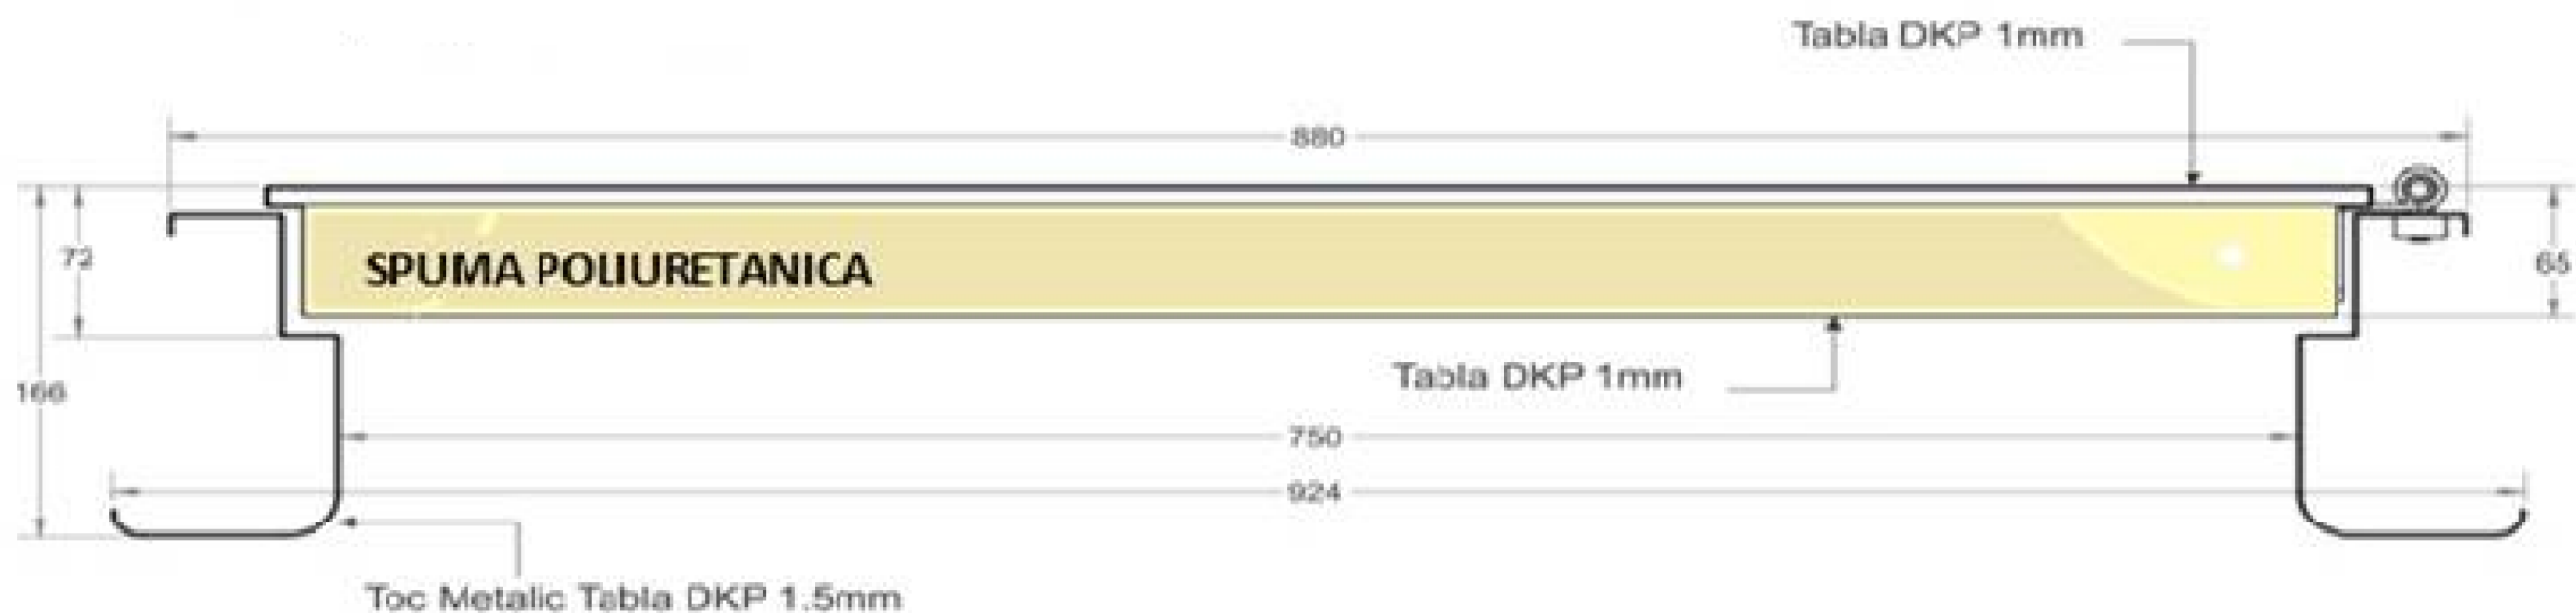 Tabla DKP 1mm
880
72
SPUMA POLIURETANICA
65
166
Tabla DKP 1mm
750
924
Toc Metalic Tabla DKP 1.5mm